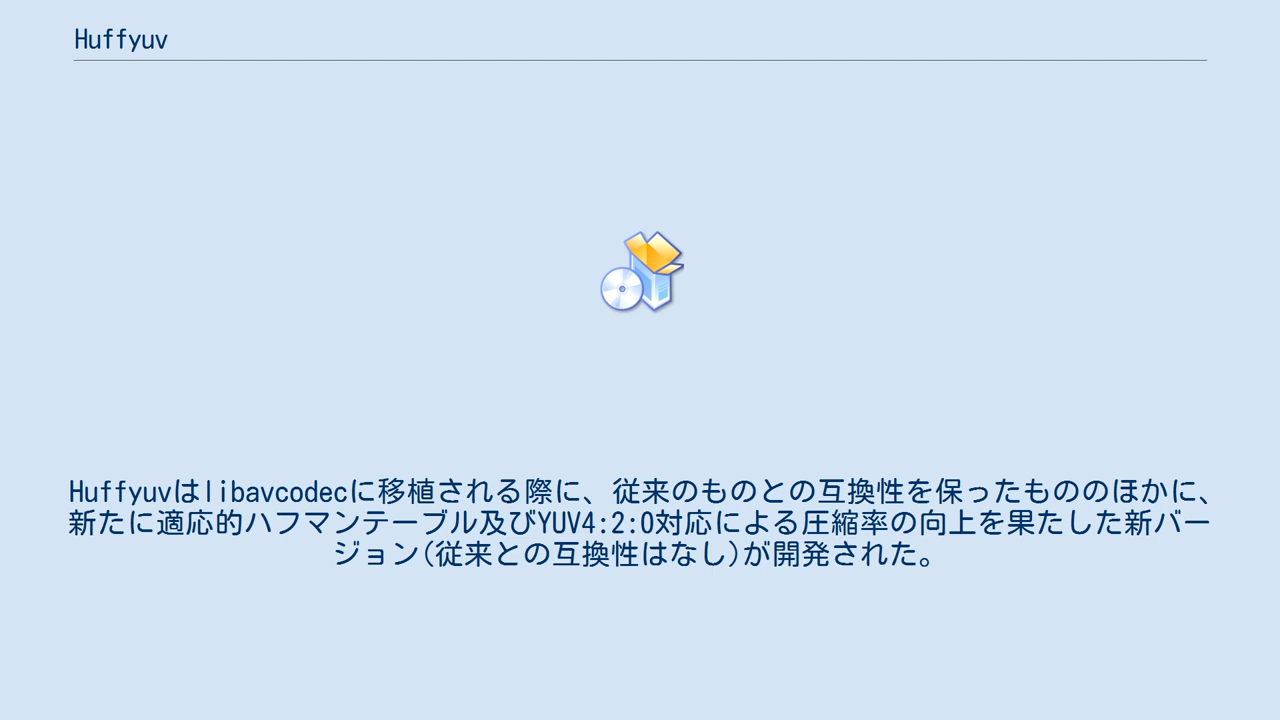 Huffyuv
Huffyuvはlibavcodecに移植される際に、従来のものとの互換性を保ったもののほかに、
新たに適応的ハフマンテーブル及びYUV4:2:0対応による圧縮率の向上を果たした新バー
ジョン(従来との互換性はなし)が開発された。